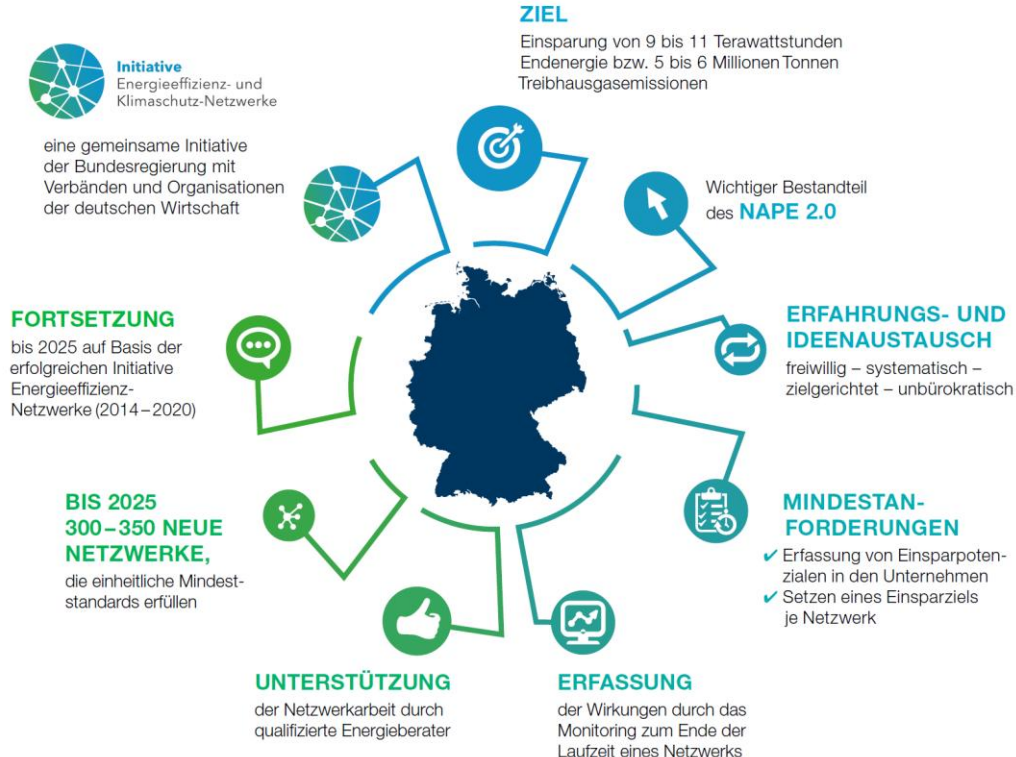 Initiative
Energieeffizienz- und
Klimaschutz-Netzwerke
eine gemeinsame Initiative
der Bundesregierung mit
Verbänden und Organisationen
der deutschen Wirtschaft
ZIEL
Einsparung von 9 bis 11 Terawattstunden
Endenergie bzw. 5 bis 6 Millionen Tonnen
Treibhausgasemissionen
Wichtiger Bestandteil
des NAPE 2.0
ERFAHRUNGS- UND
IDEENAUSTAUSCH
freiwillig – systematisch –
zielgerichtet – unbürokratisch
MINDESTAN-
FORDERUNGEN
✔ Erfassung von Einsparpoten-
zialen in den Unternehmen
✔ Setzen eines Einsparziels
je Netzwerk
ERFASSUNG
der Wirkungen durch das
Monitoring zum Ende der
Laufzeit eines Netzwerks
UNTERSTÜTZUNG
der Netzwerkarbeit durch
qualifizierte Energieberater
BIS 2025
300–350 NEUE
NETZWERKE,
die einheitliche Mindest-
standards erfüllen
FORTSETZUNG
bis 2025 auf Basis der
erfolgreichen Initiative
Energieeffizienz-
Netzwerke (2014–2020)